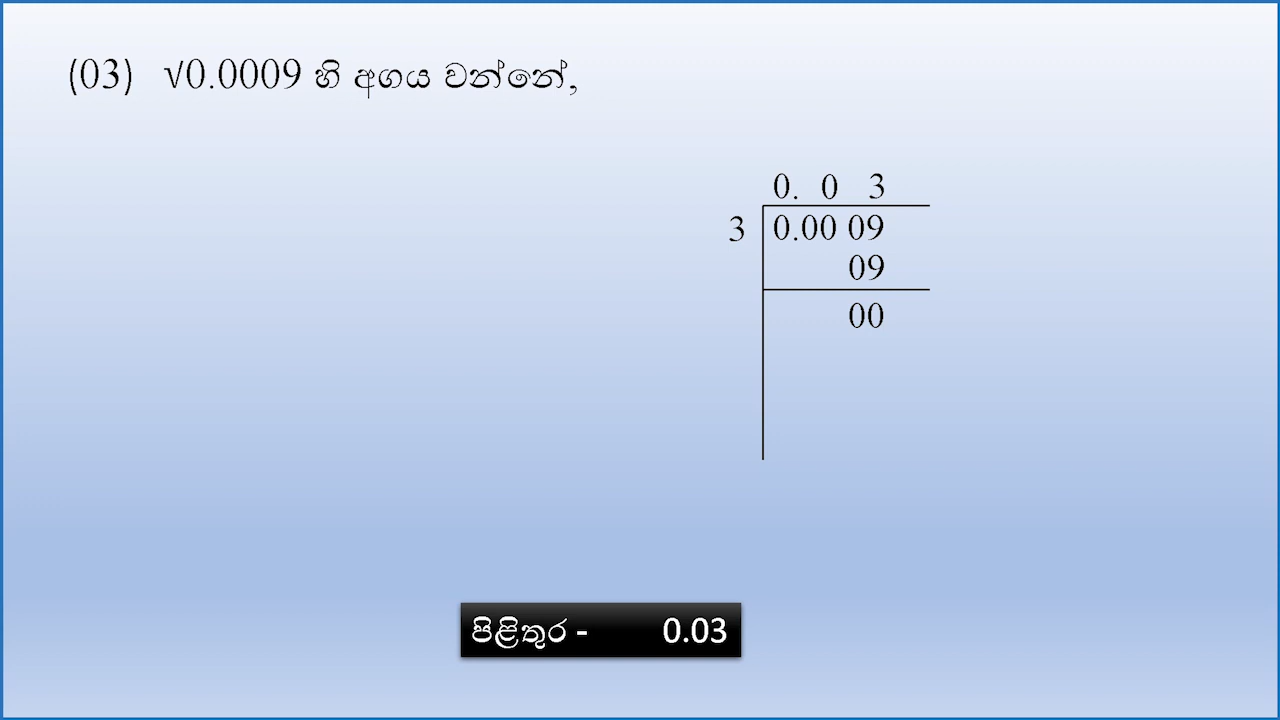 (03) √0.0009 හි අගය වන්නේ,
0. 0 3
3 0.00 09
09
00
පිළිතුර - 0.03